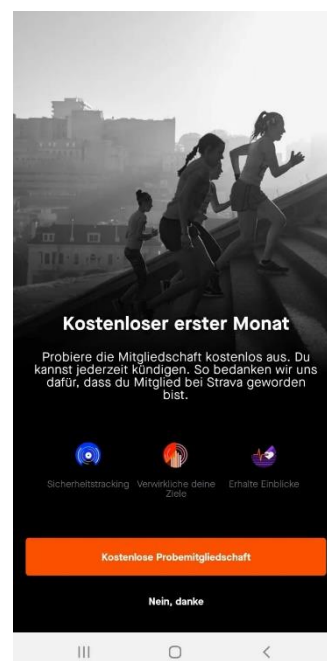 Kostenloser erster Monat
Probiere die Mitgliedschaft kostenlos aus. Du
kannst jederzeit kündigen. So bedanken wir uns
dafür, dass du Mitglied bei Strava geworden
bist.
Sicherheitstracking Verwirkliche deine Erhalte Einblicke
Ziele
Kostenlose Probemitgliedschaft
Nein, danke